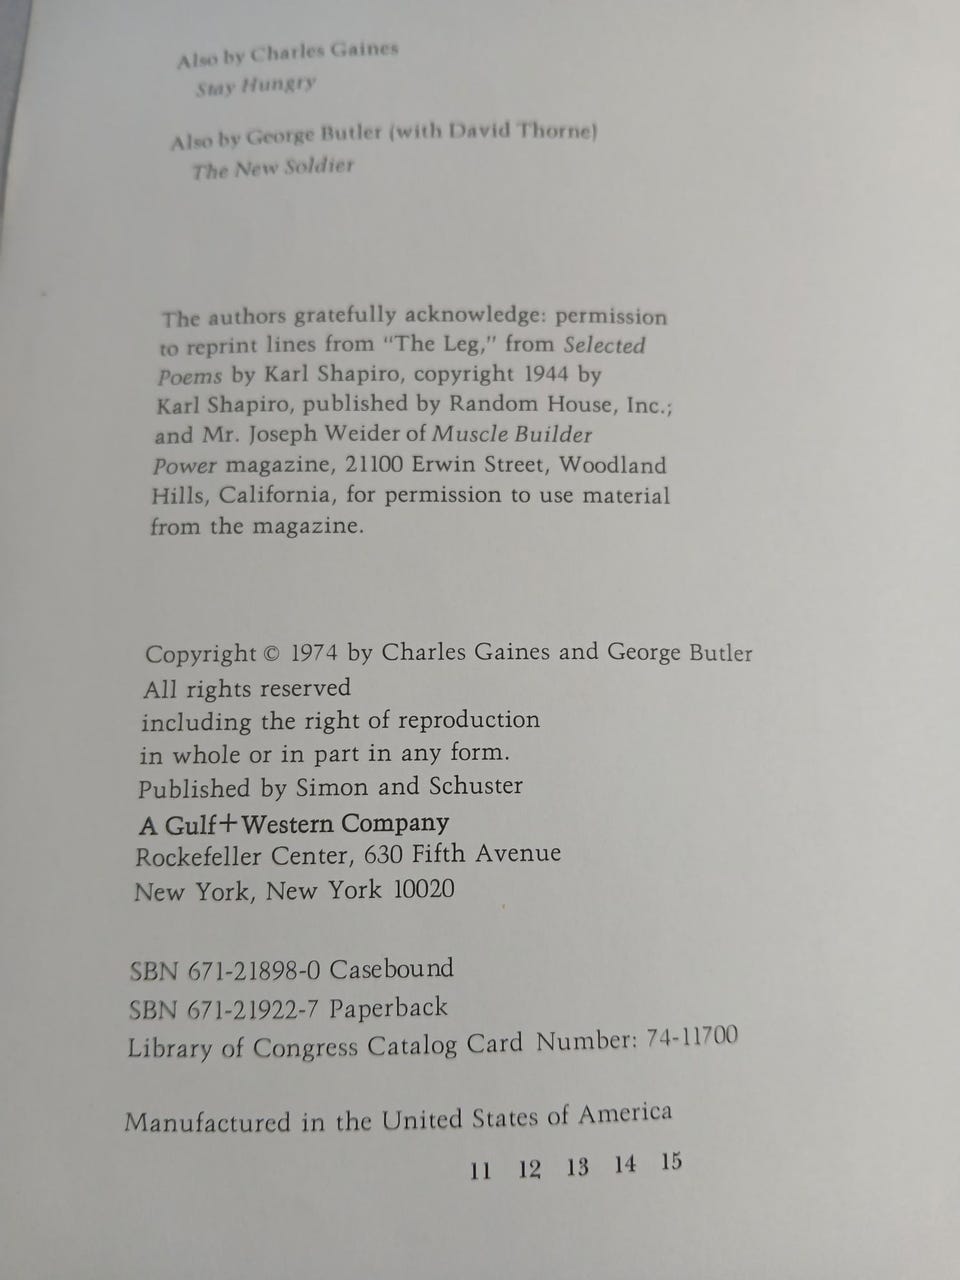 Also by Charles Gaines
Stay Hungry
Also by George Butler (with David Thorne)
The New Soldier
The authors gratefully acknowledge: permission
to reprint lines from “The Leg,” from Selected
Poems by Karl Shapiro, copyright 1944 by
Karl Shapiro, published by Random House, Inc.;
and Mr. Joseph Weider of Muscle Builder
Power magazine, 21100 Erwin Street, Woodland
Hills, California, for permission to use material
from the magazine.
Copyright © 1974 by Charles Gaines and George Butler
All rights reserved
including the right of reproduction
in whole or in part in any form.
Published by Simon and Schuster
A Gulf+Western Company
Rockefeller Center, 630 Fifth Avenue
New York, New York 10020
SBN 671-21898-0 Casebound
SBN 671-21922-7 Paperback
Library of Congress Catalog Card Number: 74-11700
Manufactured in the United States of America
11 12 13 14 15